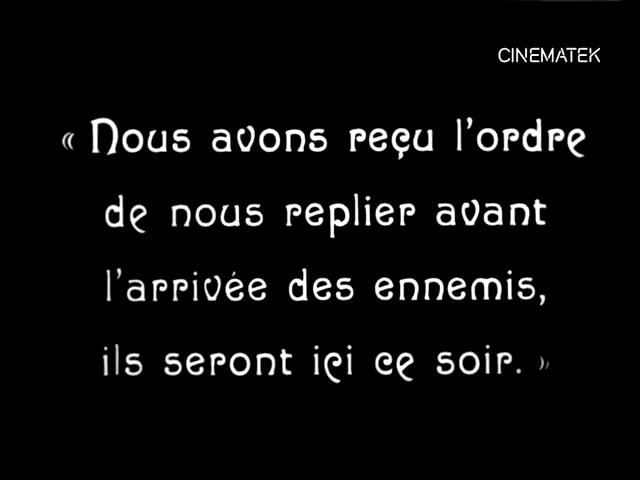 CINEMATEK
« Nous avons reçu l'ordre
de nous replier avant
l'arrivée des ennemis,
ils seront ici ce soir. »